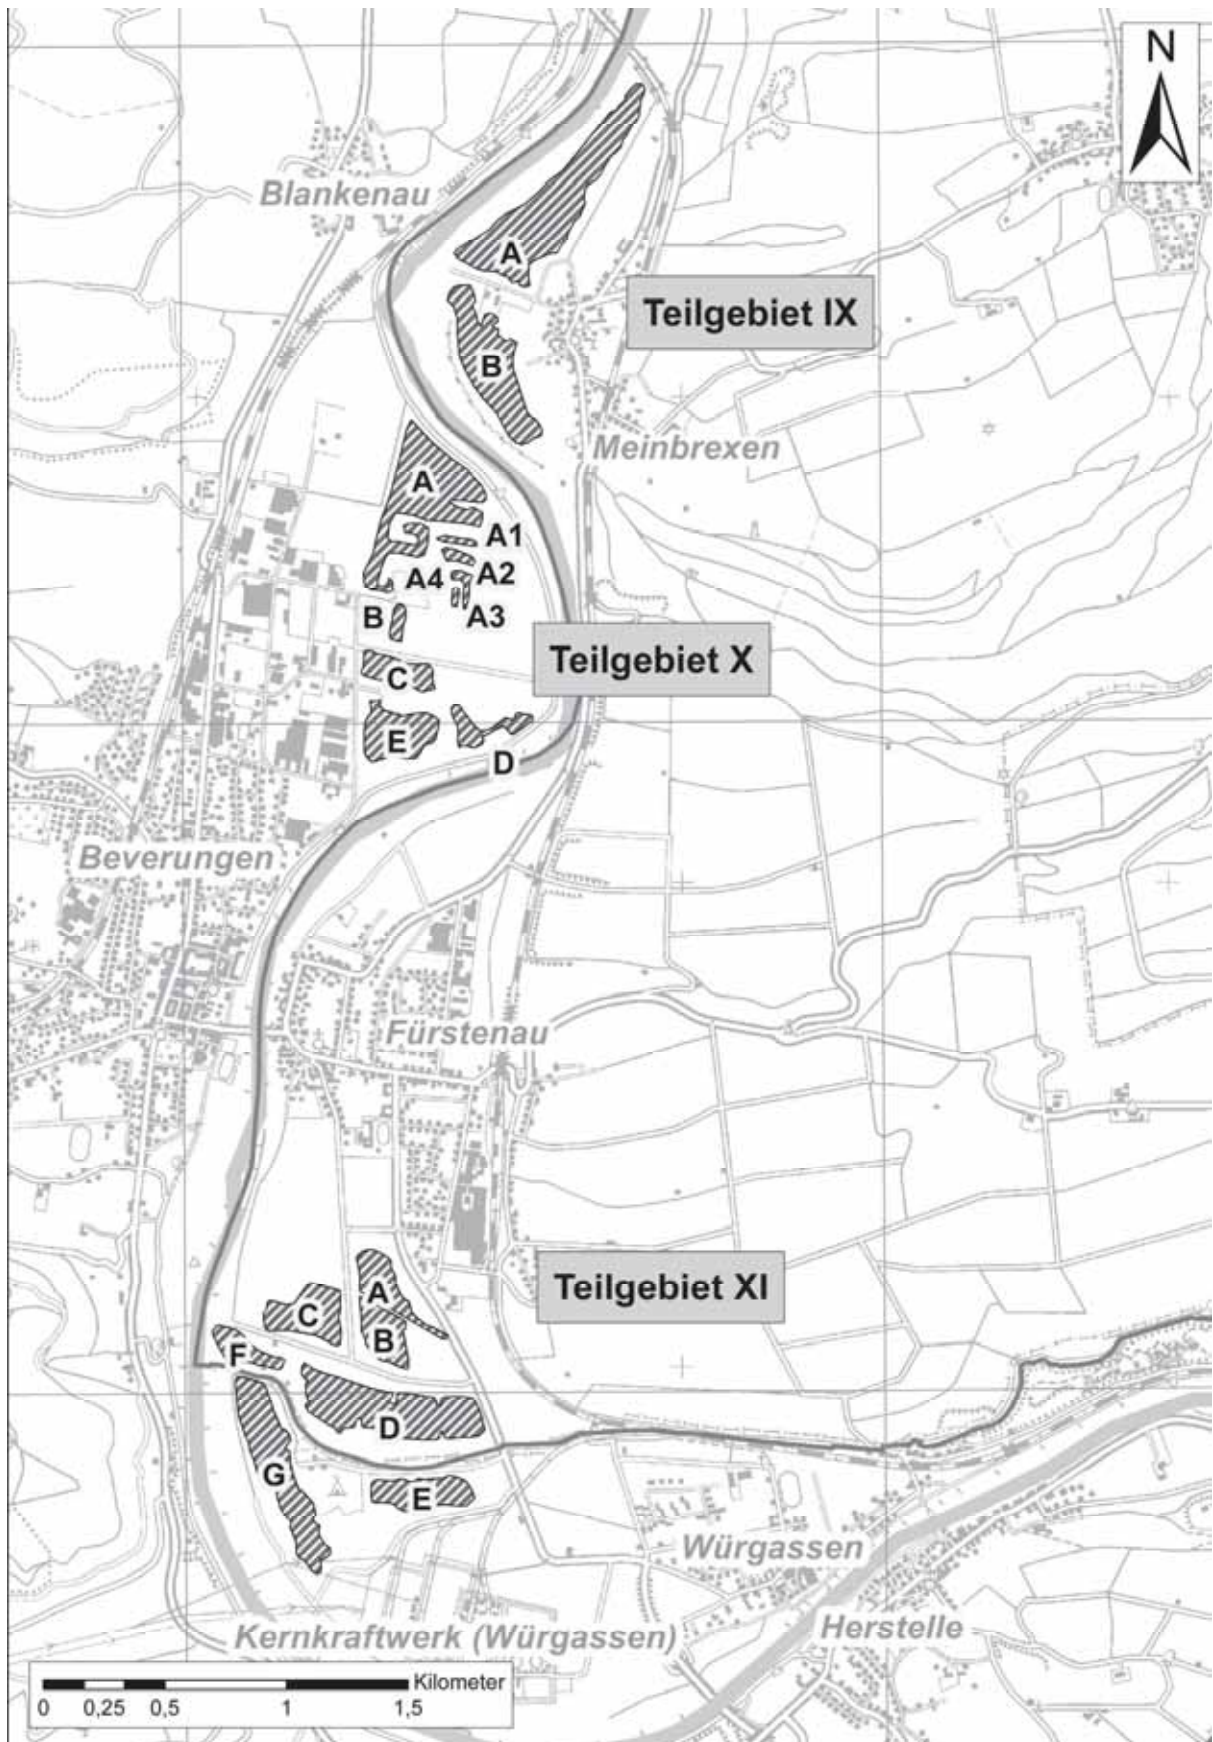 N
Blankenau
A
Teilgebiet IX
B
Meinbrexen
A
A1
A4
A2
B
A3
Teilgebiet X
C
E
D
Beverungen
Fürstenau
A
Teilgebiet XI
C
B
F
D
G
E
Würgassen
Herstelle
Kernkraftwerk (Würgassen)
Kilometer
0 0,25 0,5 1 1,5